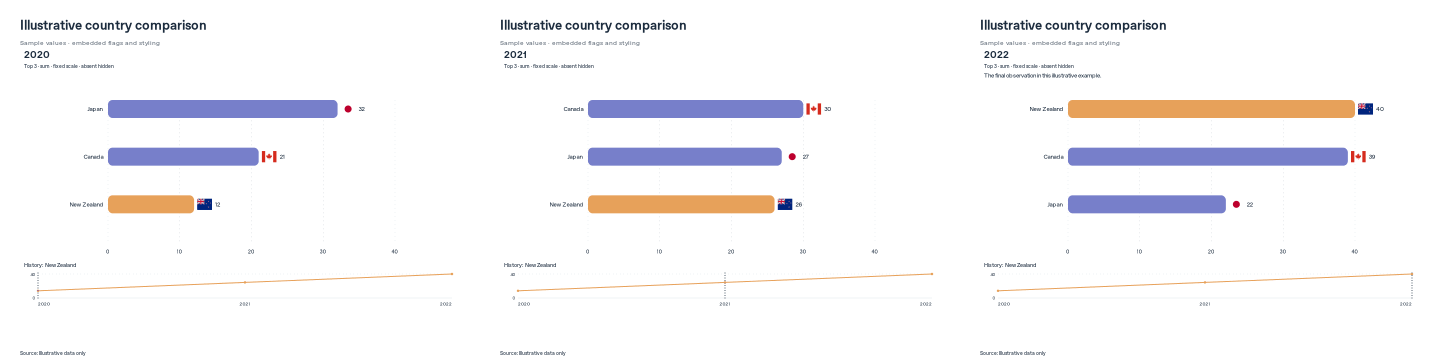 Illustrative country comparison
Sample values · embedded flags and styling
2020
Top 3 · sum · fixed scale · absent hidden
Japan 32
Canada 21
New Zealand 12
0 10 20 30 40
History: New Zealand
40
0
2020 2021 2022
Source: Illustrative data only
Illustrative country comparison
Sample values · embedded flags and styling
2021
Top 3 · sum · fixed scale · absent hidden
Canada 30
Japan 27
New Zealand 26
0 10 20 30 40
History: New Zealand
40
0
2020 2021 2022
Source: Illustrative data only
Illustrative country comparison
Sample values · embedded flags and styling
2022
Top 3 · sum · fixed scale · absent hidden
The final observation in this illustrative example.
New Zealand 40
Canada 39
Japan 22
0 10 20 30 40
History: New Zealand
40
0
2020 2021 2022
Source: Illustrative data only